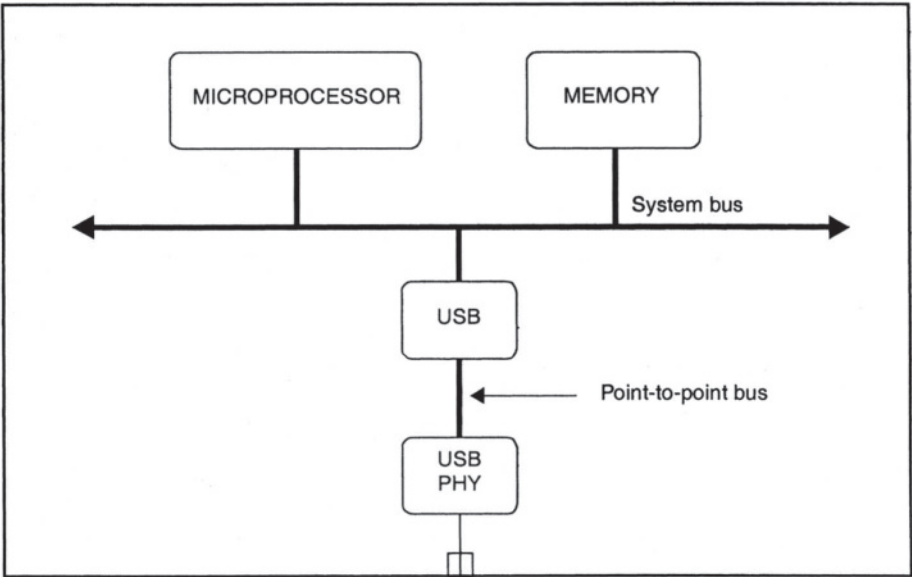 MICROPROCESSOR
MEMORY
System bus
USB
Point-to-point bus
USB
PHY